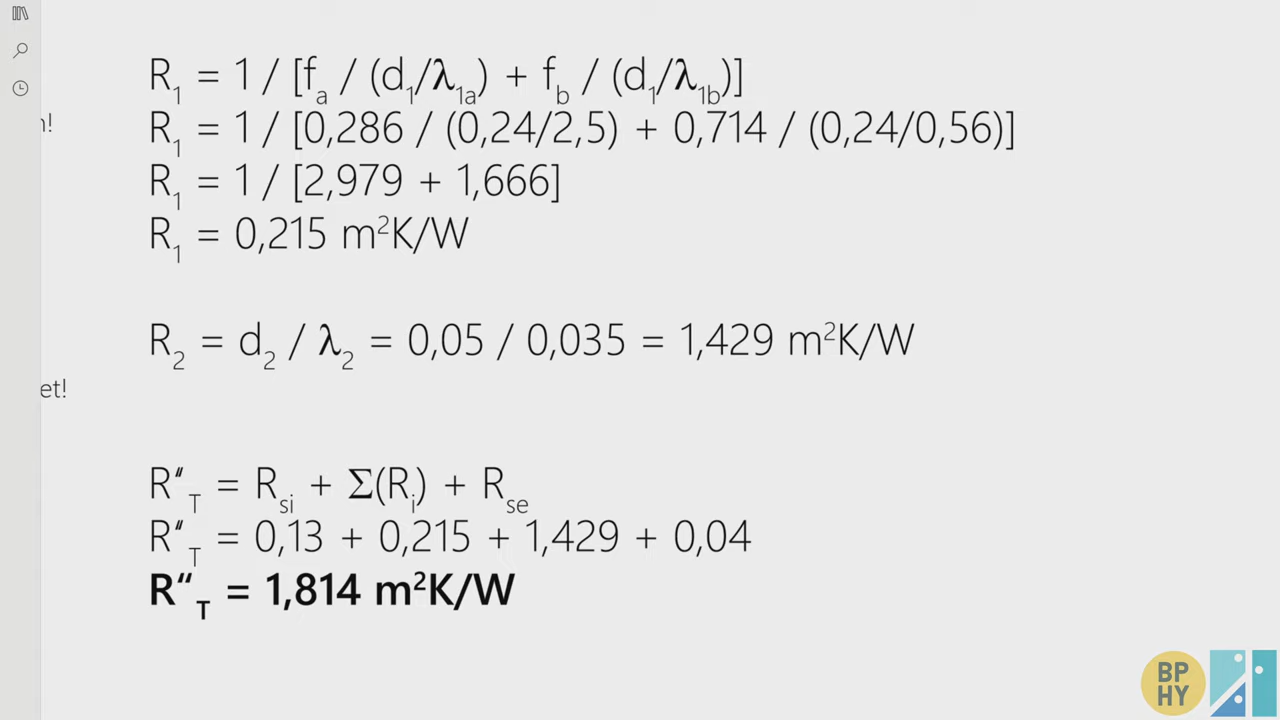 R₁ = 1 / [fₐ / (d₁/λ₁ₐ) + f_b / (d₁/λ₁b)]
n!
R₁ = 1 / [0,286 / (0,24/2,5) + 0,714 / (0,24/0,56)]
R₁ = 1 / [2,979 + 1,666]
R₁ = 0,215 m²K/W
R₂ = d₂ / λ₂ = 0,05 / 0,035 = 1,429 m²K/W
et!
R″T = Rsi + Σ(Ri) + Rse
R″T = 0,13 + 0,215 + 1,429 + 0,04
R“T = 1,814 m²K/W
BP
HY